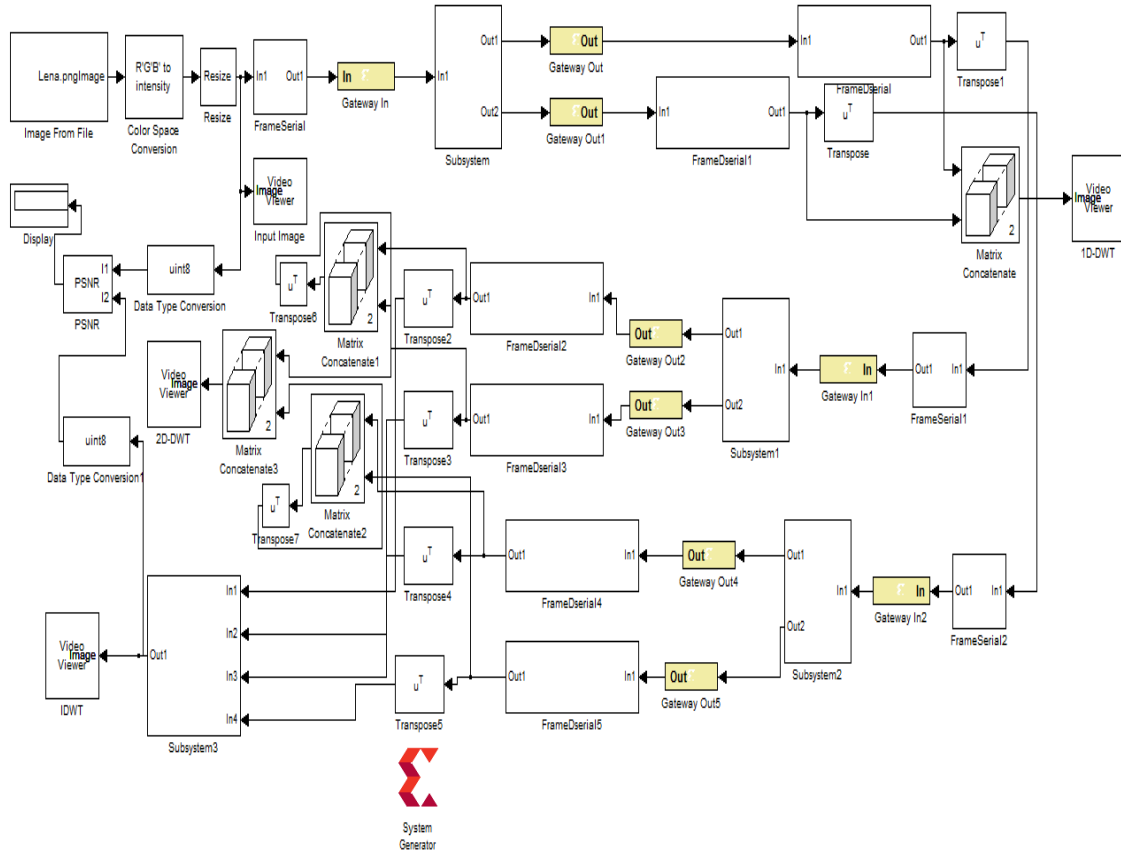 Lena.pngImage
Image From File
R'G'B' to
intensity
Color Space
Conversion
Resize
Resize
In1
Out1
FrameSerial
In
Gateway In
In1
Out1
Out2
Subsystem
Out
Gateway Out
Out
Gateway Out1
In1
Out1
FrameDserial
In1
Out1
FrameDserial1
u^T
Transpose1
u^T
Transpose
2
Matrix
Concatenate
Video
Viewer
Image
1D-DWT
Video
Viewer
Image
Input Image
Display
PSNR
I1
I2
PSNR
uint8
Data Type Conversion
u^T
Transpose6
2
Matrix
Concatenate1
u^T
Transpose2
Out1
In1
FrameDserial2
Out
Gateway Out2
Out1
Out2
In1
Subsystem1
In
Gateway In1
Out1
In1
FrameSerial1
Out
Gateway Out3
Video
Viewer
Image
2D-DWT
2
Matrix
Concatenate3
u^T
Transpose3
Out1
In1
FrameDserial3
uint8
Data Type Conversion1
u^T
Transpose7
2
Matrix
Concatenate2
u^T
Transpose4
Out1
In1
FrameDserial4
Out
Gateway Out4
Out1
Out2
In1
Subsystem2
In
Gateway In2
Out1
In1
FrameSerial2
Video
Viewer
Image
IDWT
Out1
In1
In2
In3
In4
Subsystem3
u^T
Transpose5
Out1
In1
FrameDserial5
Out
Gateway Out5
System
Generator